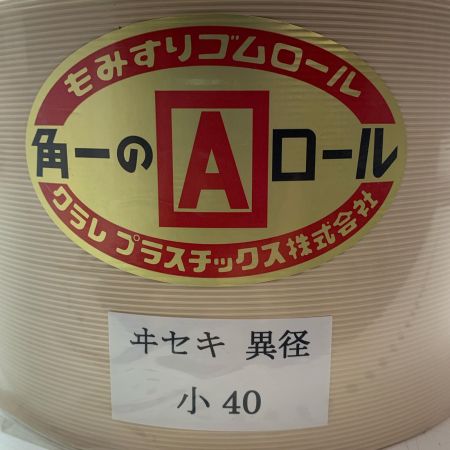 もみすりゴムロール
角一の A ロール
クラレ プラスチックス株式会社
ヰセキ 異径
小 40